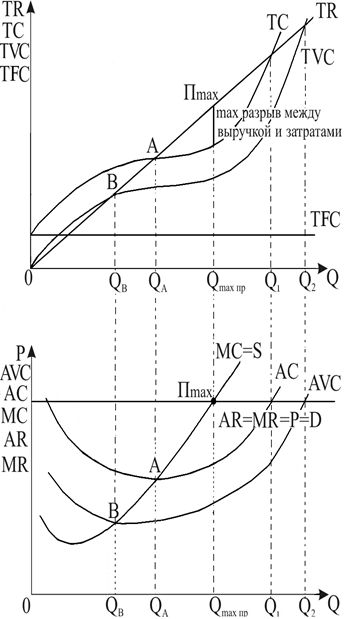 TR
TC
TVC
TFC
TC
TR
TVC
Пmax
max разрыв между
выручкой и затратами
A
B
TFC
0
QB
QA
Qmax пр
Q1
Q2
Q
P
AVC
AC
MC
AR
MR
MC=S
Пmax
AC
AVC
AR=MR=P=D
A
B
0
QB
QA
Qmax пр
Q1
Q2
Q